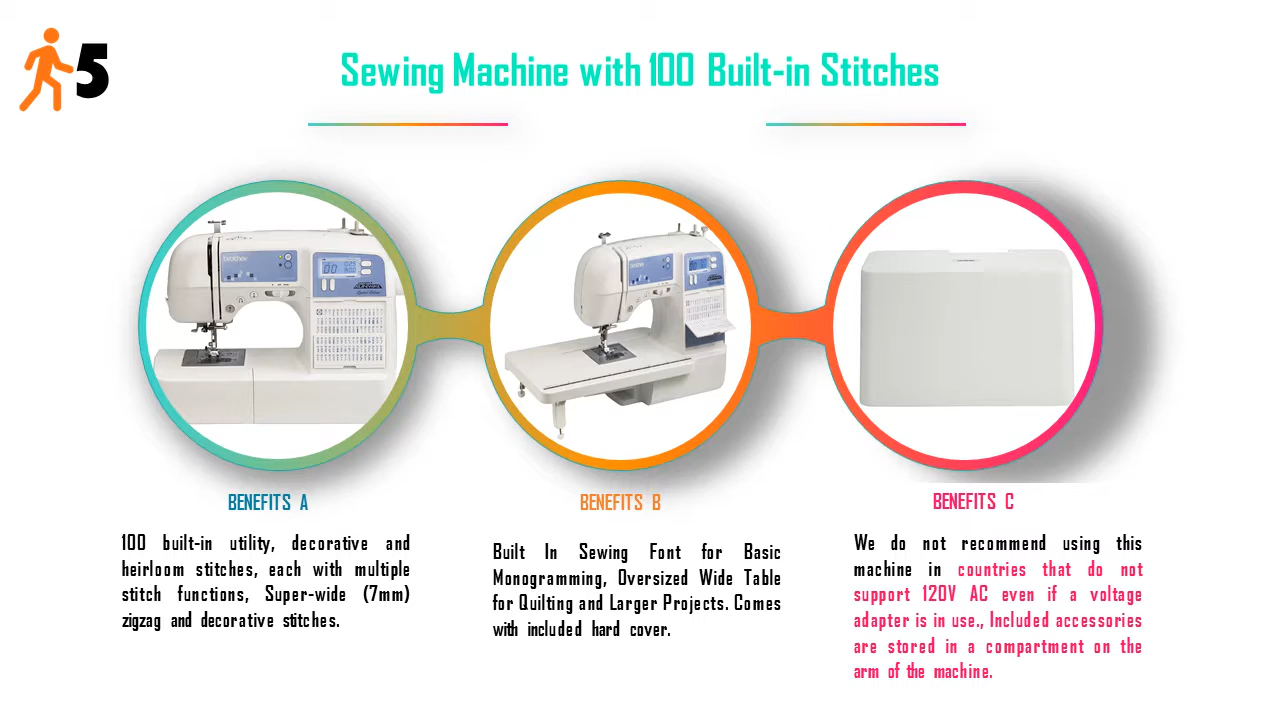 5
Sewing Machine with 100 Built-in Stitches
brother
brother
BENEFITS A
100 built-in utility, decorative and
heirloom stitches, each with multiple
stitch functions, Super-wide (7mm)
zigzag and decorative stitches.
BENEFITS B
Built In Sewing Font for Basic
Monogramming, Oversized Wide Table
for Quilting and Larger Projects. Comes
with included hard cover.
BENEFITS C
We do not recommend using this
machine in countries that do not
support 120V AC even if a voltage
adapter is in use., Included accessories
are stored in a compartment on the
arm of the machine.